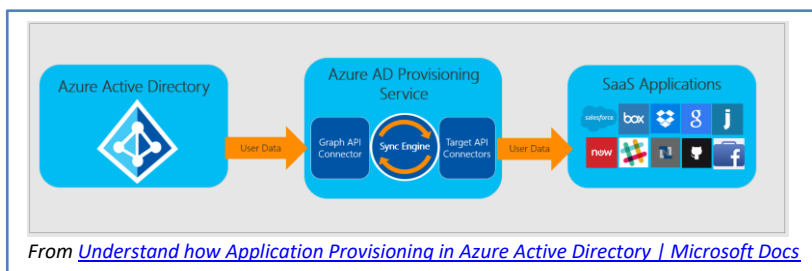 Azure Active Directory
Azure AD Provisioning
Service
SaaS Applications
User Data
Graph API
Connector
Sync Engine
Target API
Connectors
User Data
salesforce
box
8
j
now
f
From Understand how Application Provisioning in Azure Active Directory | Microsoft Docs